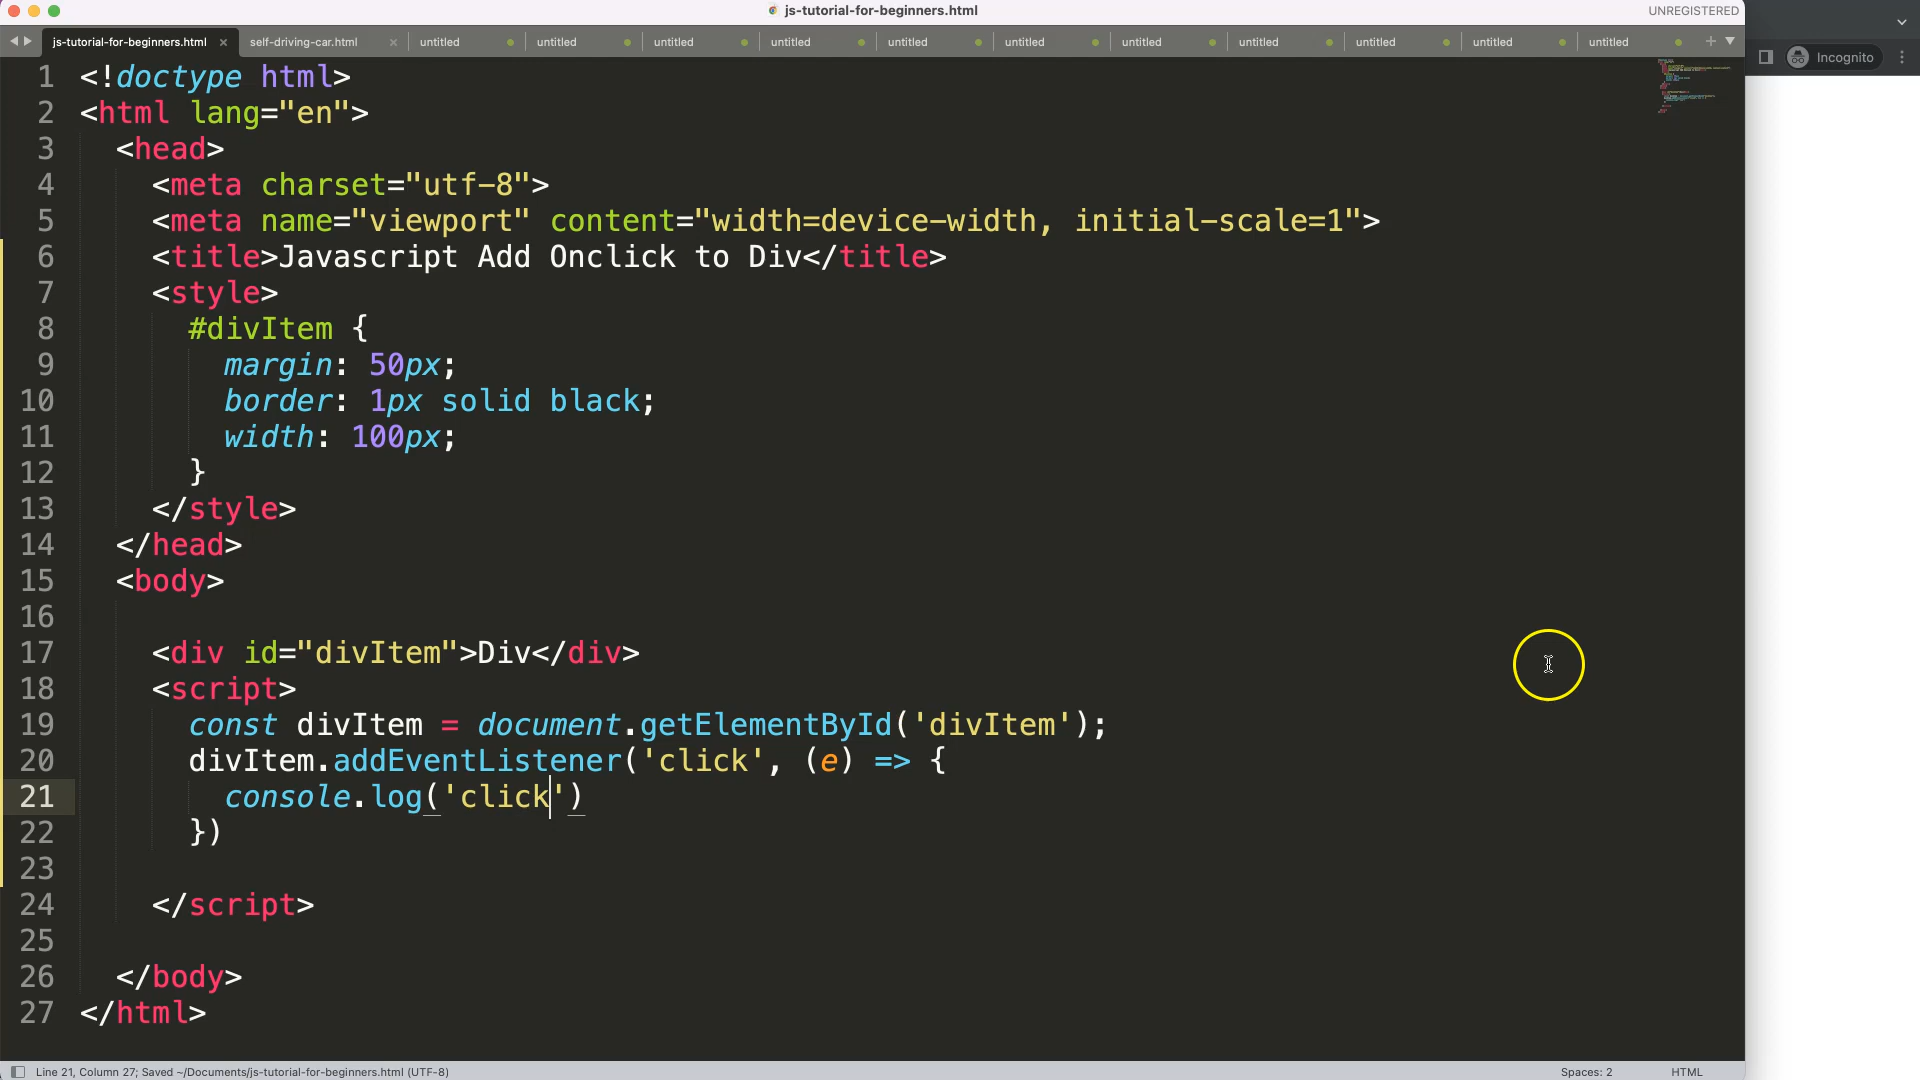 js-tutorial-for-beginners.html
UNREGISTERED
js-tutorial-for-beginners.html × self-driving-car.html × untitled untitled untitled untitled untitled untitled untitled untitled untitled untitled untitled +
Incognito
1 <!doctype html>
2 <html lang="en">
3 <head>
4 <meta charset="utf-8">
5 <meta name="viewport" content="width=device-width, initial-scale=1">
6 <title>Javascript Add Onclick to Div</title>
7 <style>
8 #divItem {
9 margin: 50px;
10 border: 1px solid black;
11 width: 100px;
12 }
13 </style>
14 </head>
15 <body>
16
17 <div id="divItem">Div</div>
18 <script>
19 const divItem = document.getElementById('divItem');
20 divItem.addEventListener('click', (e) => {
21 console.log('click')
22 })
23
24 </script>
25
26 </body>
27 </html>
Line 21, Column 27; Saved ~/Documents/js-tutorial-for-beginners.html (UTF-8)
Spaces: 2
HTML